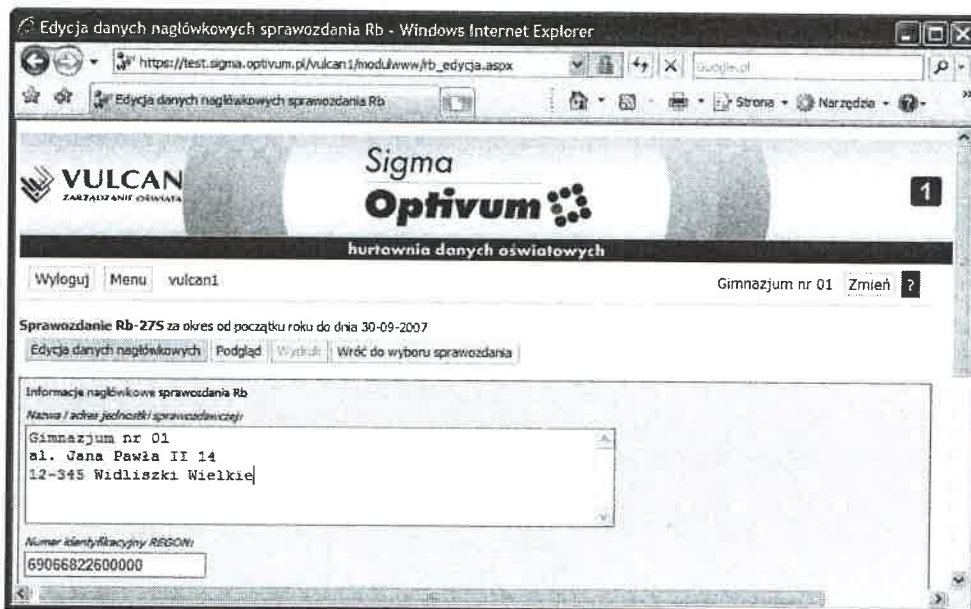 Edycja danych nagłówkowych sprawozdania Rb - Windows Internet Explorer
https://test.sigma.optivum.pl/vulcan1/modulwww/rb_edycja.aspx
Google.pl
Edycja danych nagłówkowych sprawozdania Rb
Strona
Narzędzia
VULCAN
ZARZĄDZANIE OŚWIATĄ
Sigma
Optivum
1
hurtownia danych oświatowych
Wyloguj Menu vulcan1
Gimnazjum nr 01 Zmień ?
Sprawozdanie Rb-27S za okres od początku roku do dnia 30-09-2007
Edycja danych nagłówkowych Podgląd Wydruk Wróć do wyboru sprawozdania
Informacje nagłówkowe sprawozdania Rb
Nazwa i adres jednostki sprawozdawczej:
Gimnazjum nr 01
al. Jana Pawła II 14
12-345 Widliszki Wielkie
Numer identyfikacyjny REGON:
69066822600000